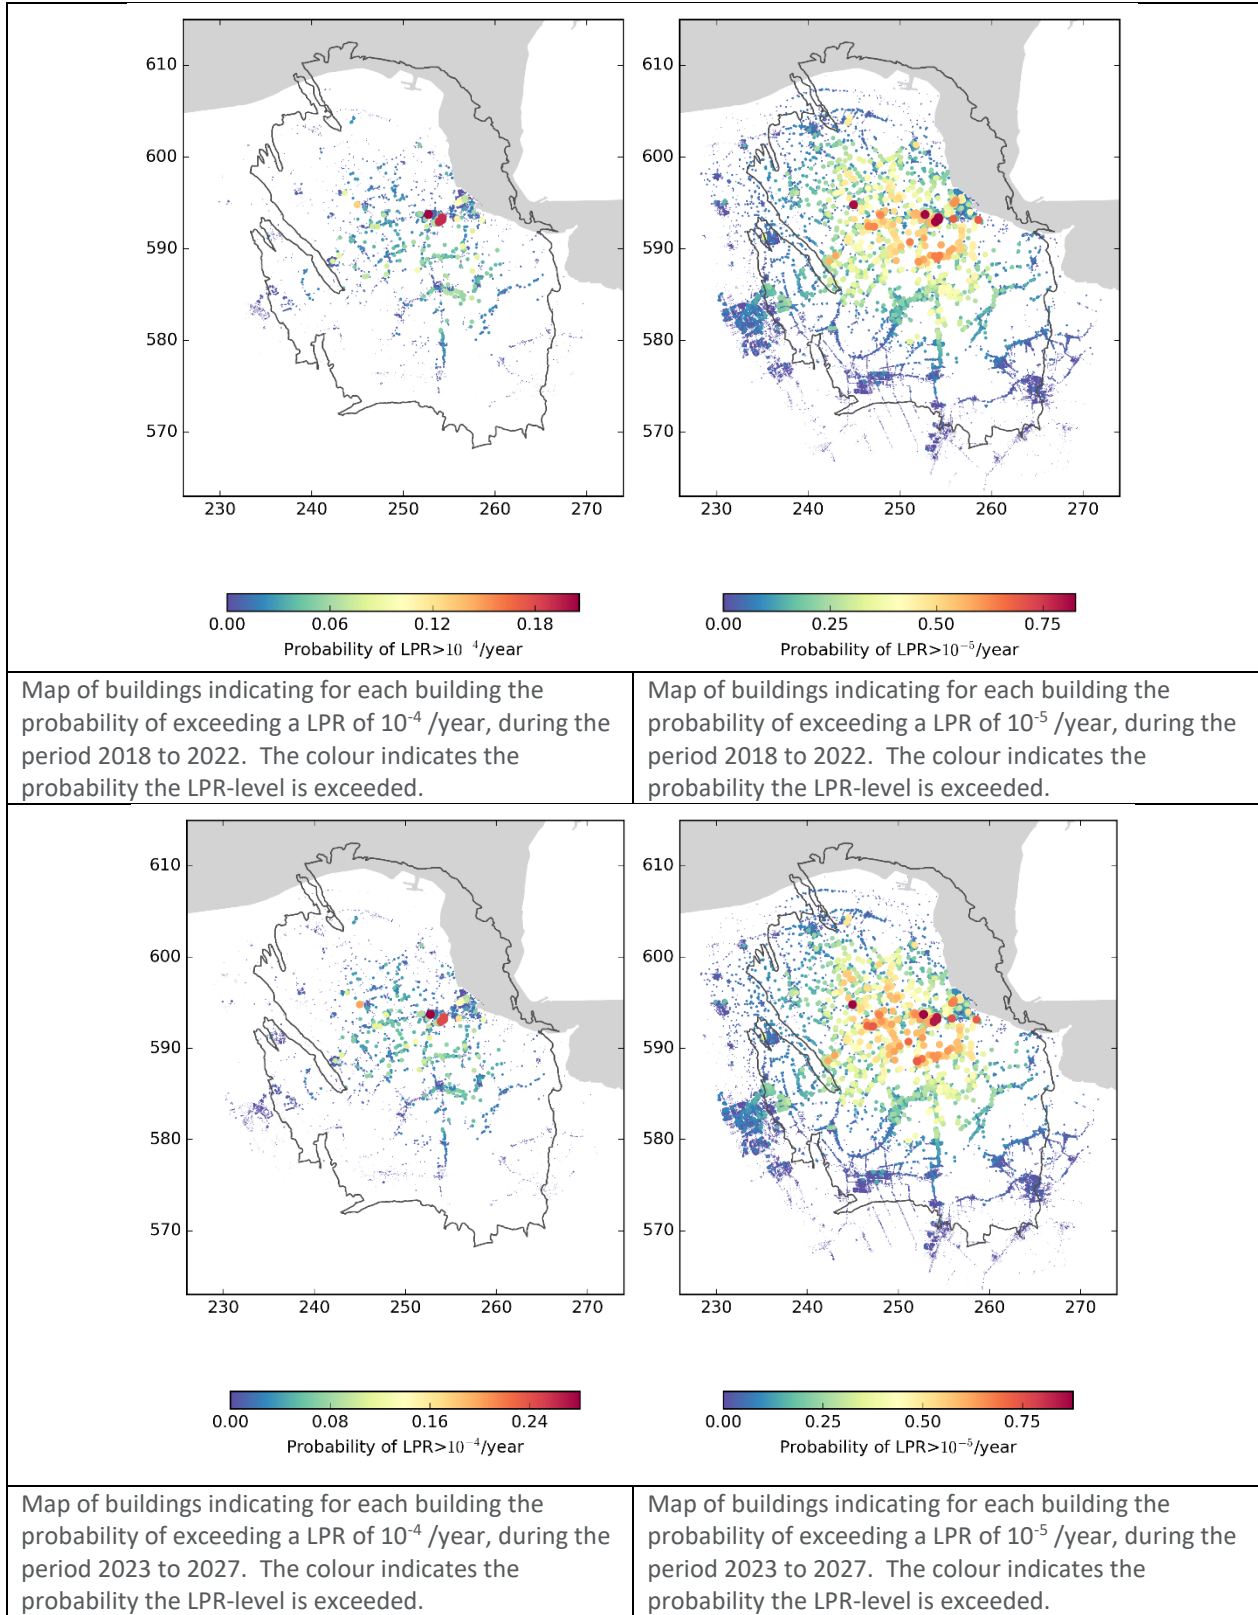 610
600
590
580
570
230 240 250 260 270
0.00 0.06 0.12 0.18
Probability of LPR>10 ⁴/year
610
600
590
580
570
230 240 250 260 270
0.00 0.25 0.50 0.75
Probability of LPR>10⁻⁵/year
Map of buildings indicating for each building the
probability of exceeding a LPR of 10⁻⁴ /year, during the
period 2018 to 2022. The colour indicates the
probability the LPR-level is exceeded.
Map of buildings indicating for each building the
probability of exceeding a LPR of 10⁻⁵ /year, during the
period 2018 to 2022. The colour indicates the
probability the LPR-level is exceeded.
610
600
590
580
570
230 240 250 260 270
0.00 0.08 0.16 0.24
Probability of LPR>10⁻⁴/year
610
600
590
580
570
230 240 250 260 270
0.00 0.25 0.50 0.75
Probability of LPR>10⁻⁵/year
Map of buildings indicating for each building the
probability of exceeding a LPR of 10⁻⁴ /year, during the
period 2023 to 2027. The colour indicates the
probability the LPR-level is exceeded.
Map of buildings indicating for each building the
probability of exceeding a LPR of 10⁻⁵ /year, during the
period 2023 to 2027. The colour indicates the
probability the LPR-level is exceeded.